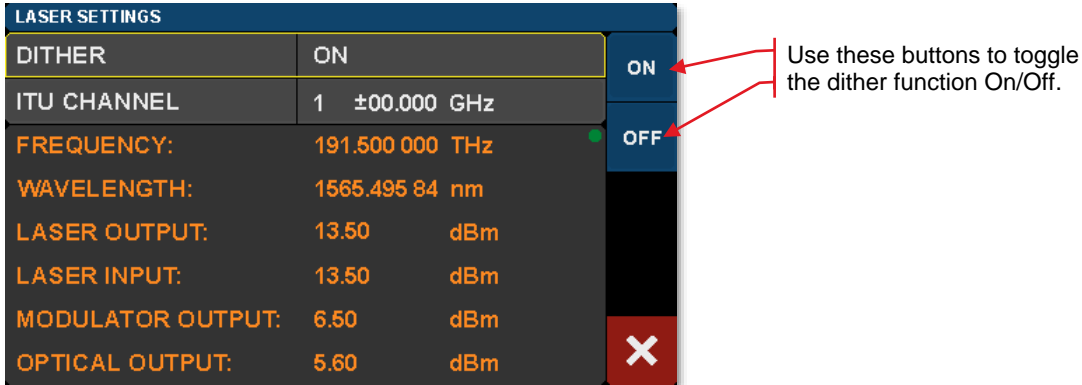 LASER SETTINGS
DITHER ON
ITU CHANNEL 1 ±00.000 GHz
FREQUENCY: 191.500 000 THz
WAVELENGTH: 1565.495 84 nm
LASER OUTPUT: 13.50 dBm
LASER INPUT: 13.50 dBm
MODULATOR OUTPUT: 6.50 dBm
OPTICAL OUTPUT: 5.60 dBm
ON
OFF
Use these buttons to toggle
the dither function On/Off.